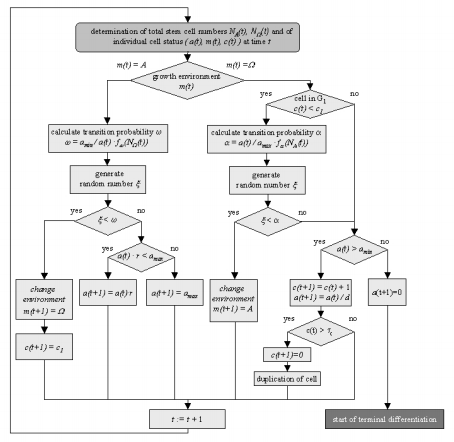 determination of total stem cell numbers N_A(t), N_Ω(t) and of
individual cell status ( a(t), m(t), c(t) ) at time t
m(t) = A
m(t) = Ω
growth environment
m(t)
cell in G₁
c(t) < c₁
yes
no
calculate transition probability ω
ω = a_min / a(t) · f_ω(N_Ω(t))
calculate transition probability α
α = a(t) / a_max · f_α(N_A(t))
generate
random number ξ
generate
random number ξ
yes
no
ξ < ω
yes
no
ξ < α
yes
no
a(t) · r < a_max
yes
no
a(t) > a_min
change
environment
m(t+1) = Ω
a(t+1) = a(t)·r
a(t+1) = a_max
change
environment
m(t+1) = A
c(t+1) = c(t) + 1
a(t+1) = a(t) / d
a(t+1)=0
c(t+1) = c₁
yes
no
c(t) > τ_c
c(t+1)=0
duplication of cell
t := t + 1
start of terminal differentiation